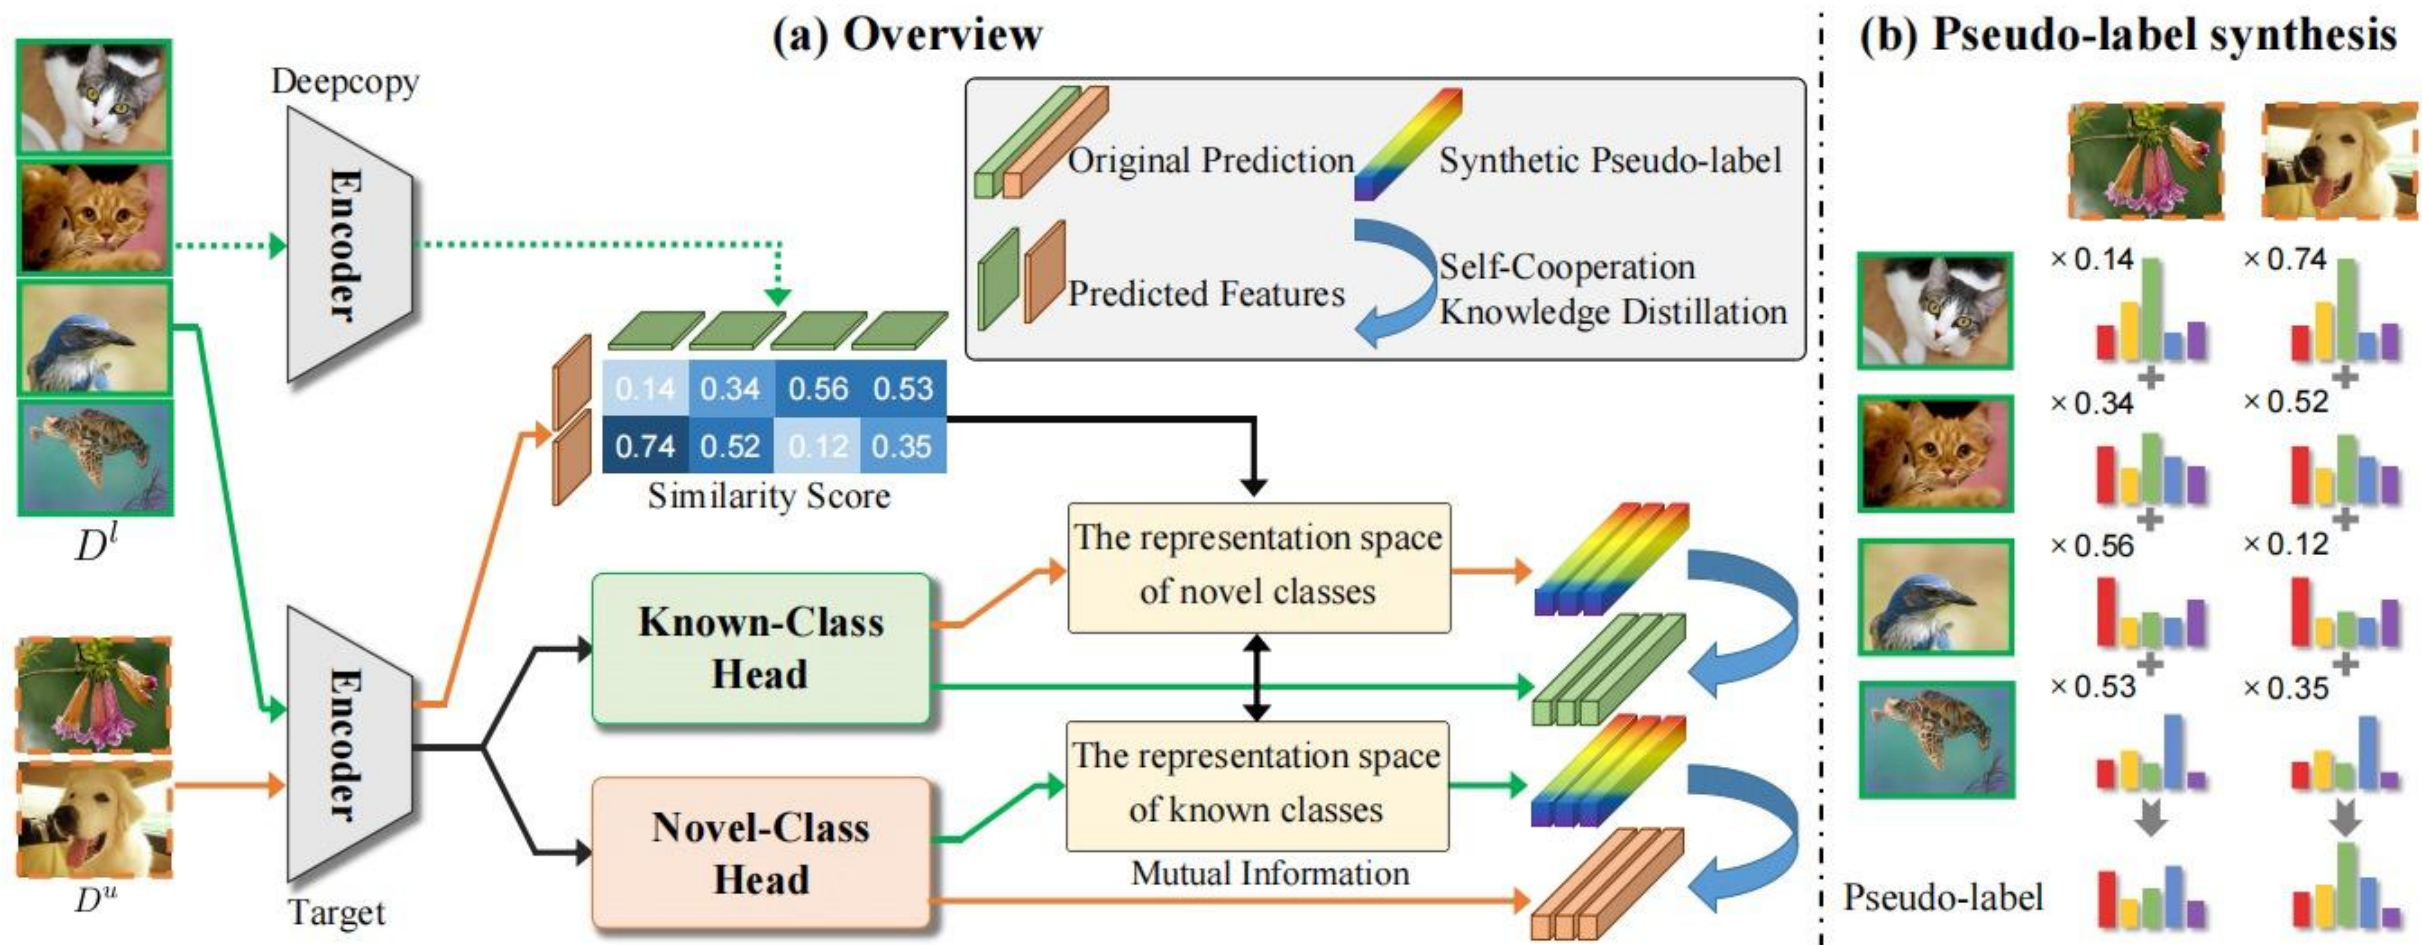 (a) Overview
Deepcopy
Encoder
Original Prediction
Synthetic Pseudo-label
Predicted Features
Self-Cooperation
Knowledge Distillation
0.14 0.34 0.56 0.53
0.74 0.52 0.12 0.35
Similarity Score
D^l
The representation space
of novel classes
Known-Class
Head
Encoder
The representation space
of known classes
Novel-Class
Head
Mutual Information
D^u
Target
(b) Pseudo-label synthesis
×0.14 ×0.74
×0.34 ×0.52
×0.56 ×0.12
×0.53 ×0.35
Pseudo-label